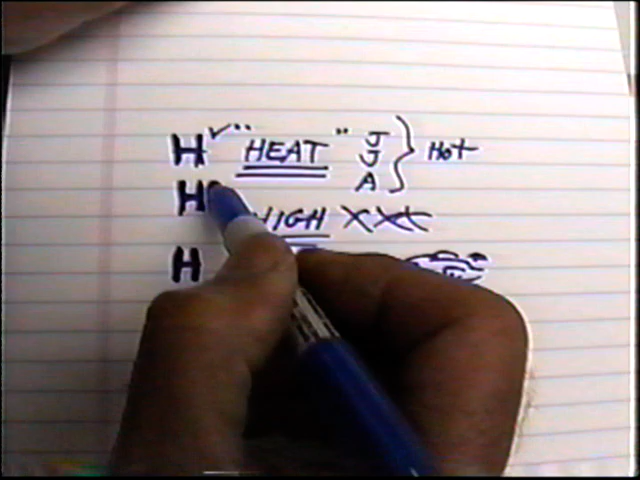 H ✓ "HEAT" J J A } Hot
H HIGH XXX
H